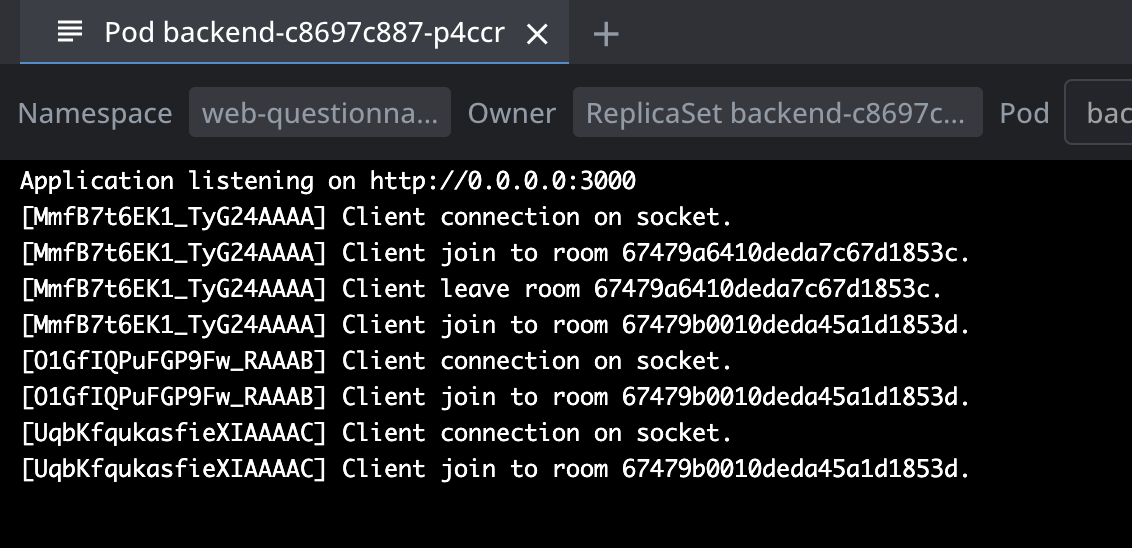 Pod backend-c8697c887-p4ccr
Namespace web-questionna... Owner ReplicaSet backend-c8697c... Pod bac
Application listening on http://0.0.0.0:3000
[MmfB7t6EK1_TyG24AAAA] Client connection on socket.
[MmfB7t6EK1_TyG24AAAA] Client join to room 67479a6410deda7c67d1853c.
[MmfB7t6EK1_TyG24AAAA] Client leave room 67479a6410deda7c67d1853c.
[MmfB7t6EK1_TyG24AAAA] Client join to room 67479b0010deda45a1d1853d.
[O1GfIQPuFGP9Fw_RAAAB] Client connection on socket.
[O1GfIQPuFGP9Fw_RAAAB] Client join to room 67479b0010deda45a1d1853d.
[UqbKfqukasfieXIAAAAC] Client connection on socket.
[UqbKfqukasfieXIAAAAC] Client join to room 67479b0010deda45a1d1853d.